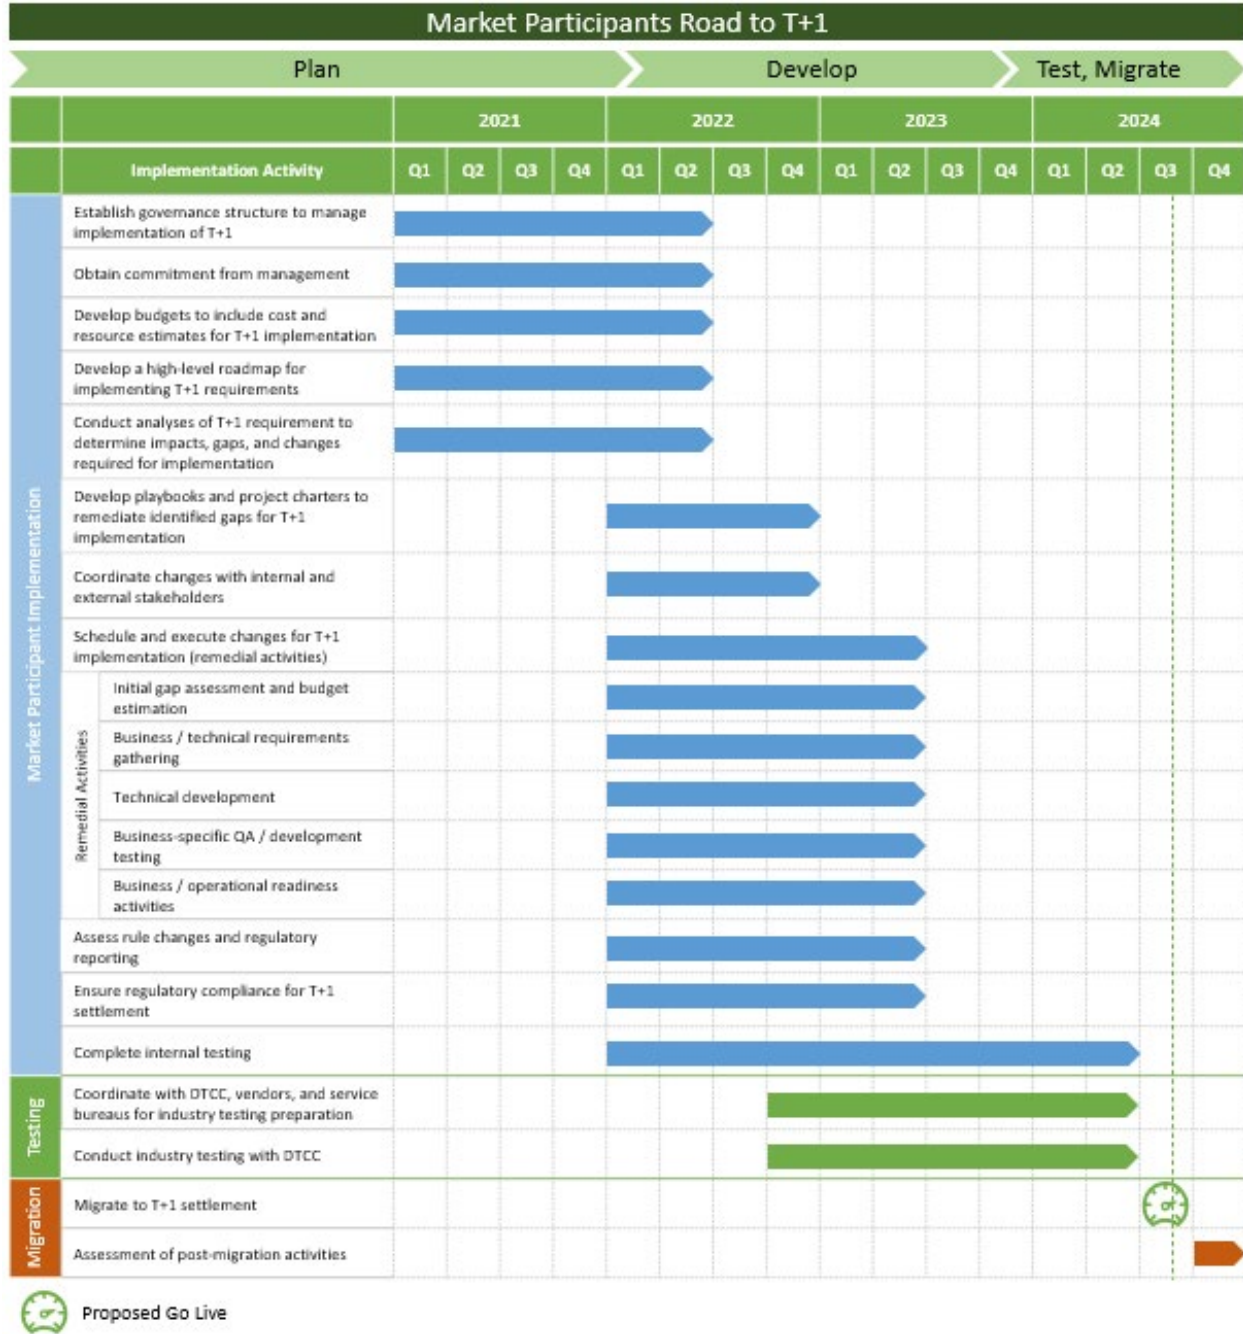 Market Participants Road to T+1
Plan
Develop
Test, Migrate
2021
2022
2023
2024
Implementation Activity
Q1 Q2 Q3 Q4 Q1 Q2 Q3 Q4 Q1 Q2 Q3 Q4 Q1 Q2 Q3 Q4
Market Participant Implementation
Establish governance structure to manage
implementation of T+1
Obtain commitment from management
Develop budgets to include cost and
resource estimates for T+1 implementation
Develop a high-level roadmap for
implementing T+1 requirements
Conduct analyses of T+1 requirement to
determine impacts, gaps, and changes
required for implementation
Develop playbooks and project charters to
remediate identified gaps for T+1
implementation
Coordinate changes with internal and
external stakeholders
Schedule and execute changes for T+1
implementation (remedial activities)
Remedial Activities
Initial gap assessment and budget
estimation
Business / technical requirements
gathering
Technical development
Business-specific QA / development
testing
Business / operational readiness
activities
Assess rule changes and regulatory
reporting
Ensure regulatory compliance for T+1
settlement
Complete internal testing
Testing
Coordinate with DTCC, vendors, and service
bureaus for industry testing preparation
Conduct industry testing with DTCC
Migration
Migrate to T+1 settlement
Assessment of post-migration activities
Proposed Go Live